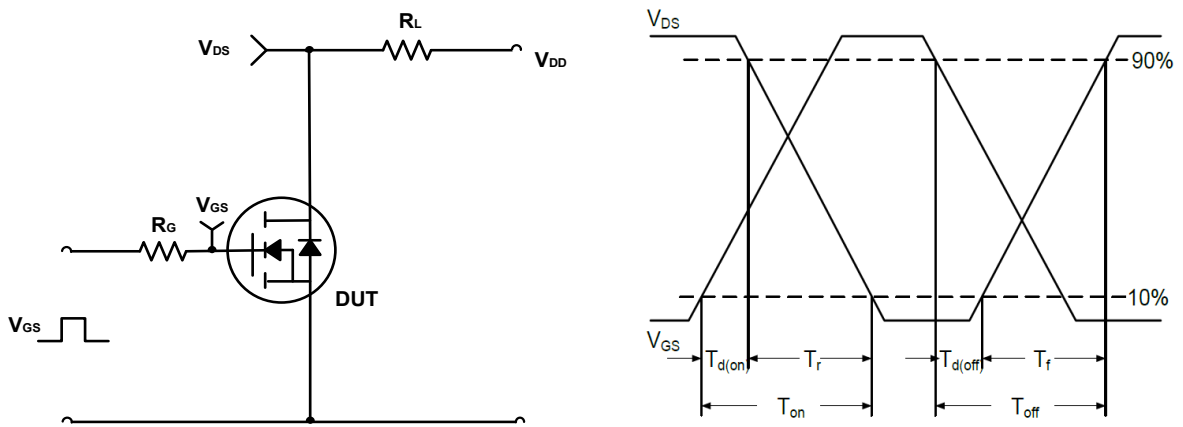 RL
VDS
VDD
VGS
RG
DUT
VGS
VDS
90%
10%
VGS
Td(on)
Tr
Td(off)
Tf
Ton
Toff